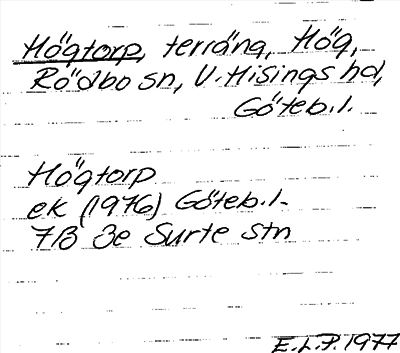 Högtorp, terräng, Hög,
Rödbo sn, V. Hisings hd,
Göteb.l.
Högtorp
ek (1976) Göteb.l.
7B 3e Surte stn
E.L.P. 1977